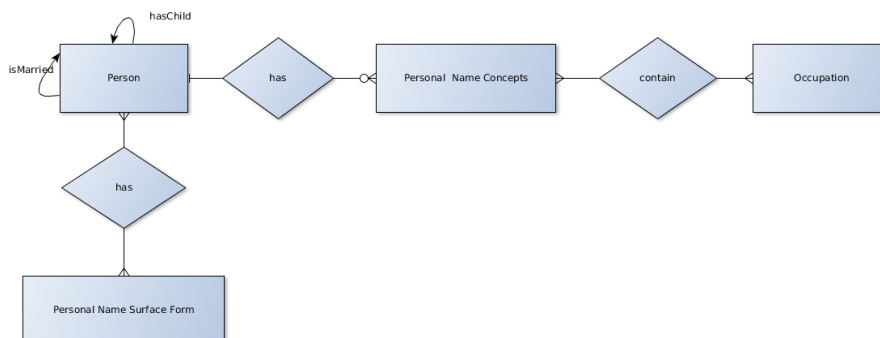 hasChild
isMarried
Person
has
Personal  Name Concepts
contain
Occupation
has
Personal Name Surface Form